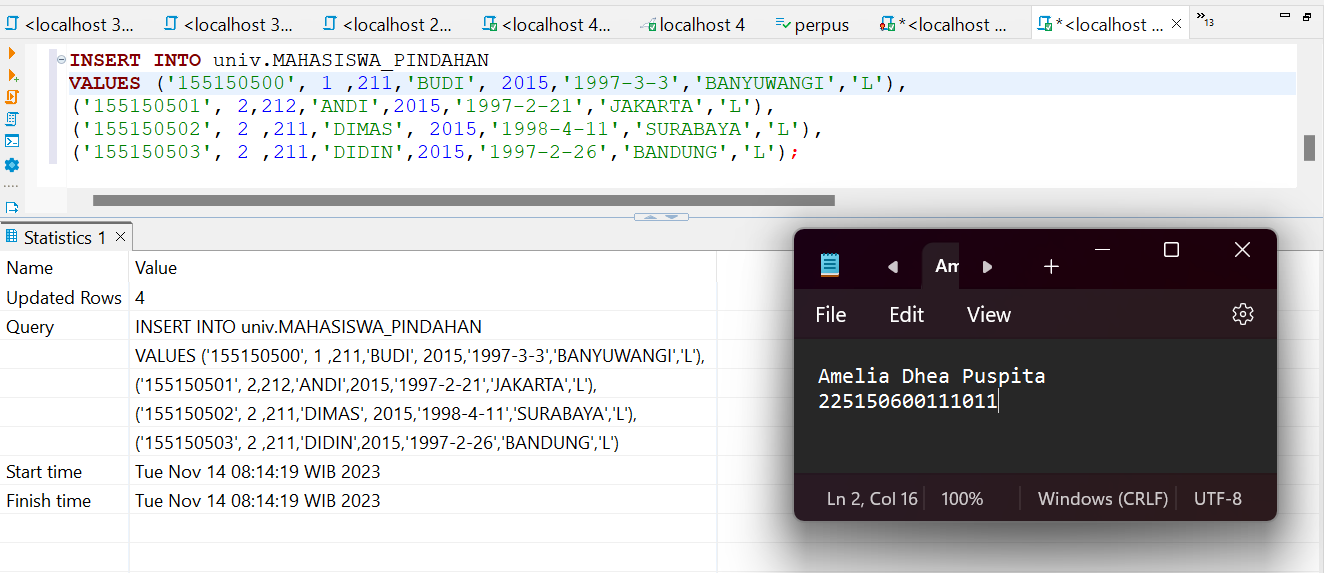 <localhost 3... <localhost 3... <localhost 2... <localhost 4... localhost 4 perpus *<localhost ... *<localhost ... »13
INSERT INTO univ.MAHASISWA_PINDAHAN
VALUES ('155150500', 1 ,211,'BUDI', 2015,'1997-3-3','BANYUWANGI','L'),
('155150501', 2,212,'ANDI',2015,'1997-2-21','JAKARTA','L'),
('155150502', 2 ,211,'DIMAS', 2015,'1998-4-11','SURABAYA','L'),
('155150503', 2 ,211,'DIDIN',2015,'1997-2-26','BANDUNG','L');
Statistics 1
Name Value
Updated Rows 4
Query INSERT INTO univ.MAHASISWA_PINDAHAN
VALUES ('155150500', 1 ,211,'BUDI', 2015,'1997-3-3','BANYUWANGI','L'),
('155150501', 2,212,'ANDI',2015,'1997-2-21','JAKARTA','L'),
('155150502', 2 ,211,'DIMAS', 2015,'1998-4-11','SURABAYA','L'),
('155150503', 2 ,211,'DIDIN',2015,'1997-2-26','BANDUNG','L')
Start time Tue Nov 14 08:14:19 WIB 2023
Finish time Tue Nov 14 08:14:19 WIB 2023
Am
File Edit View
Amelia Dhea Puspita
225150600111011
Ln 2, Col 16 100% Windows (CRLF) UTF-8